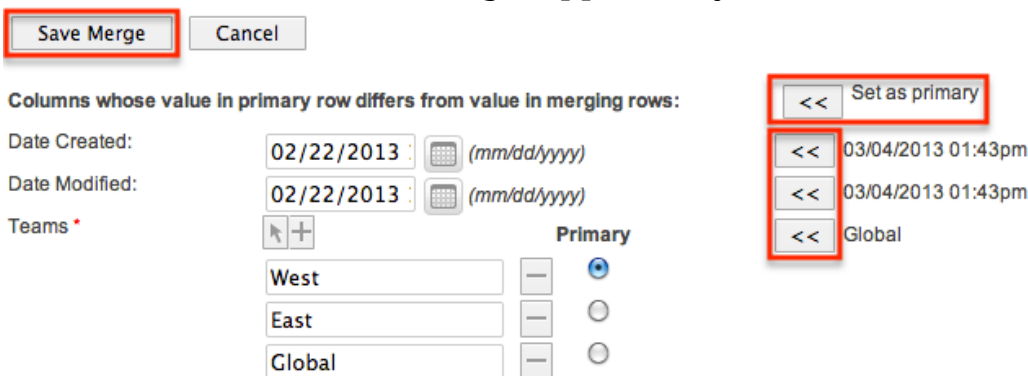 Save Merge Cancel
Columns whose value in primary row differs from value in merging rows: << Set as primary
Date Created: 02/22/2013 (mm/dd/yyyy) << 03/04/2013 01:43pm
Date Modified: 02/22/2013 (mm/dd/yyyy) << 03/04/2013 01:43pm
Teams * Primary << Global
West
East
Global